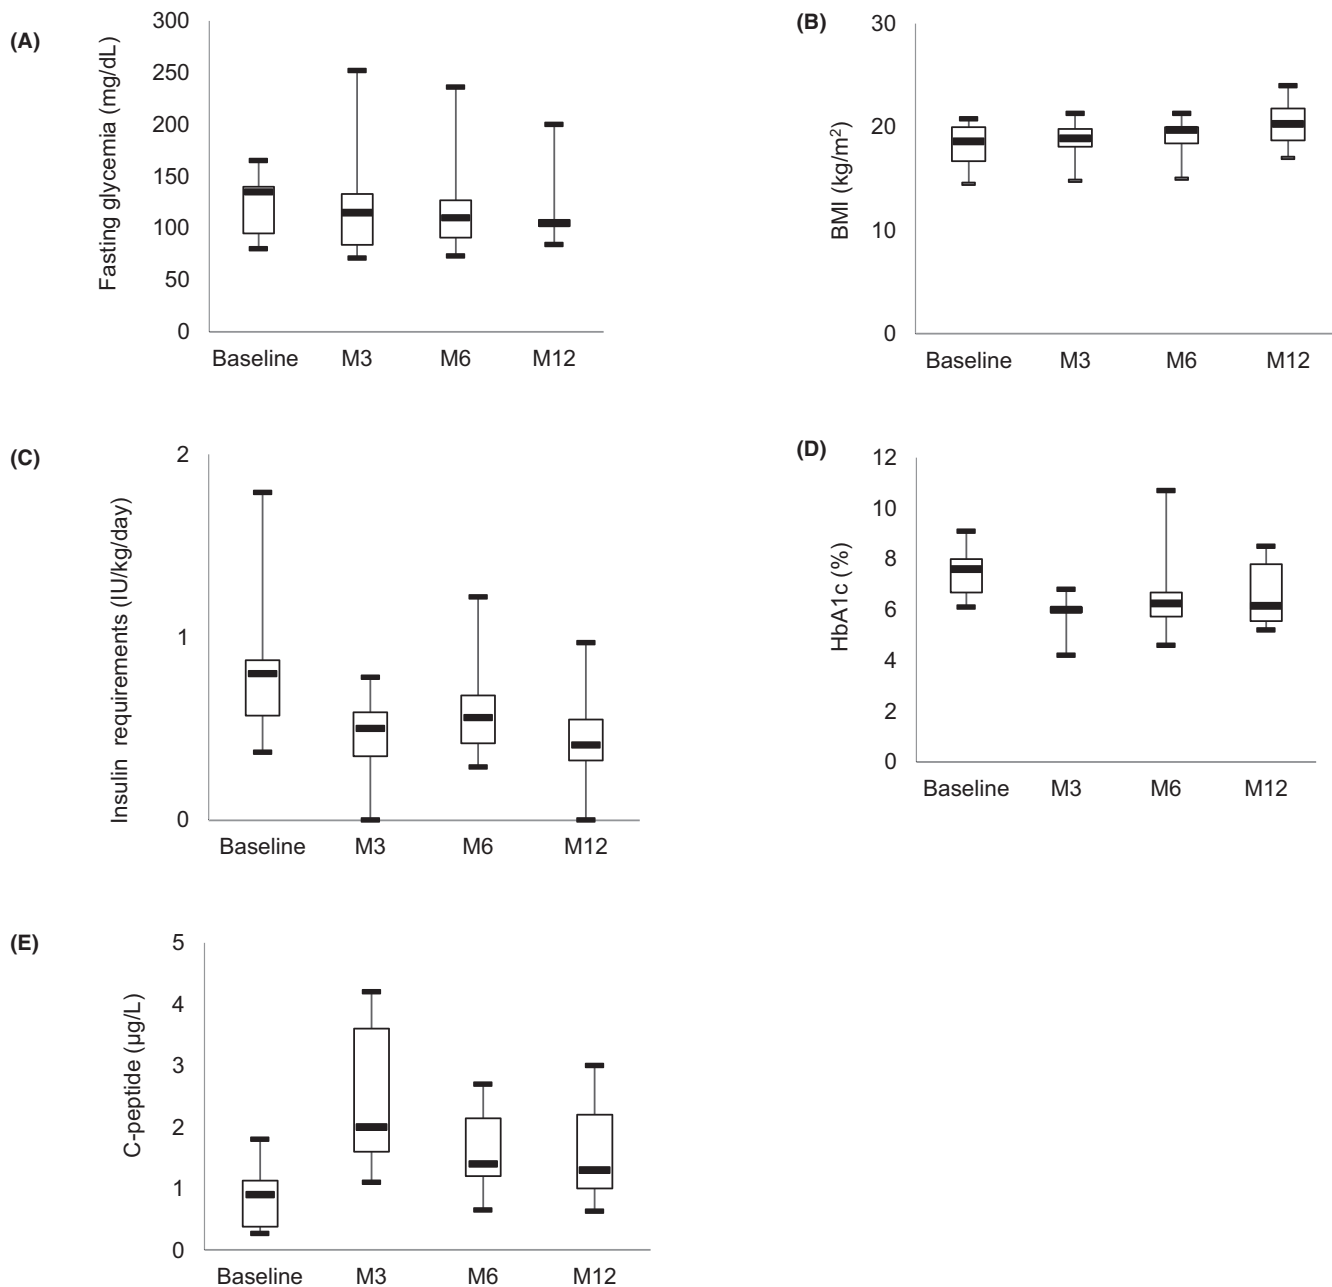 (A)
Fasting glycemia (mg/dL)
300
250
200
150
100
50
0
Baseline M3 M6 M12
(B)
BMI (kg/m²)
30
20
10
0
Baseline M3 M6 M12
(C)
Insulin requirements (IU/kg/day)
2
1
0
Baseline M3 M6 M12
(D)
HbA1c (%)
12
10
8
6
4
2
0
Baseline M3 M6 M12
(E)
C-peptide (µg/L)
5
4
3
2
1
0
Baseline M3 M6 M12